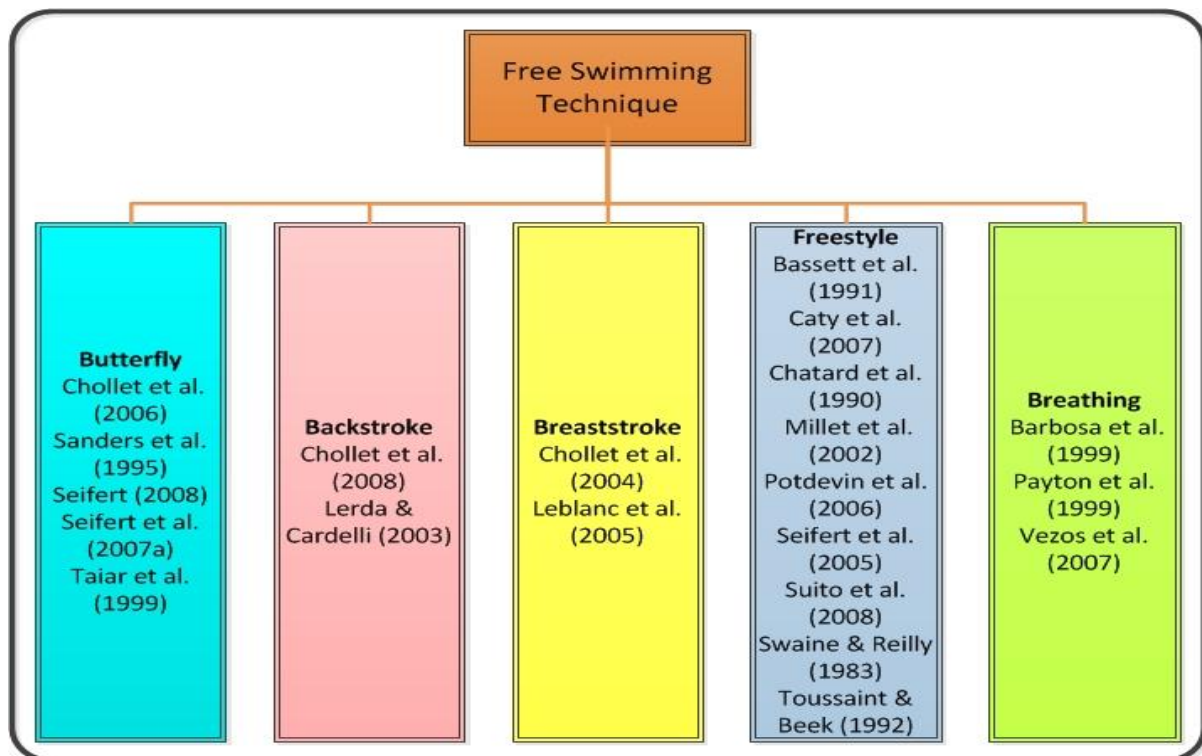 Free Swimming
Technique
Butterfly
Chollet et al.
(2006)
Sanders et al.
(1995)
Seifert (2008)
Seifert et al.
(2007a)
Taiar et al.
(1999)
Backstroke
Chollet et al.
(2008)
Lerda &
Cardelli (2003)
Breaststroke
Chollet et al.
(2004)
Leblanc et al.
(2005)
Freestyle
Bassett et al.
(1991)
Caty et al.
(2007)
Chatard et al.
(1990)
Millet et al.
(2002)
Potdevin et al.
(2006)
Seifert et al.
(2005)
Suito et al.
(2008)
Swaine & Reilly
(1983)
Toussaint &
Beek (1992)
Breathing
Barbosa et al.
(1999)
Payton et al.
(1999)
Vezos et al.
(2007)